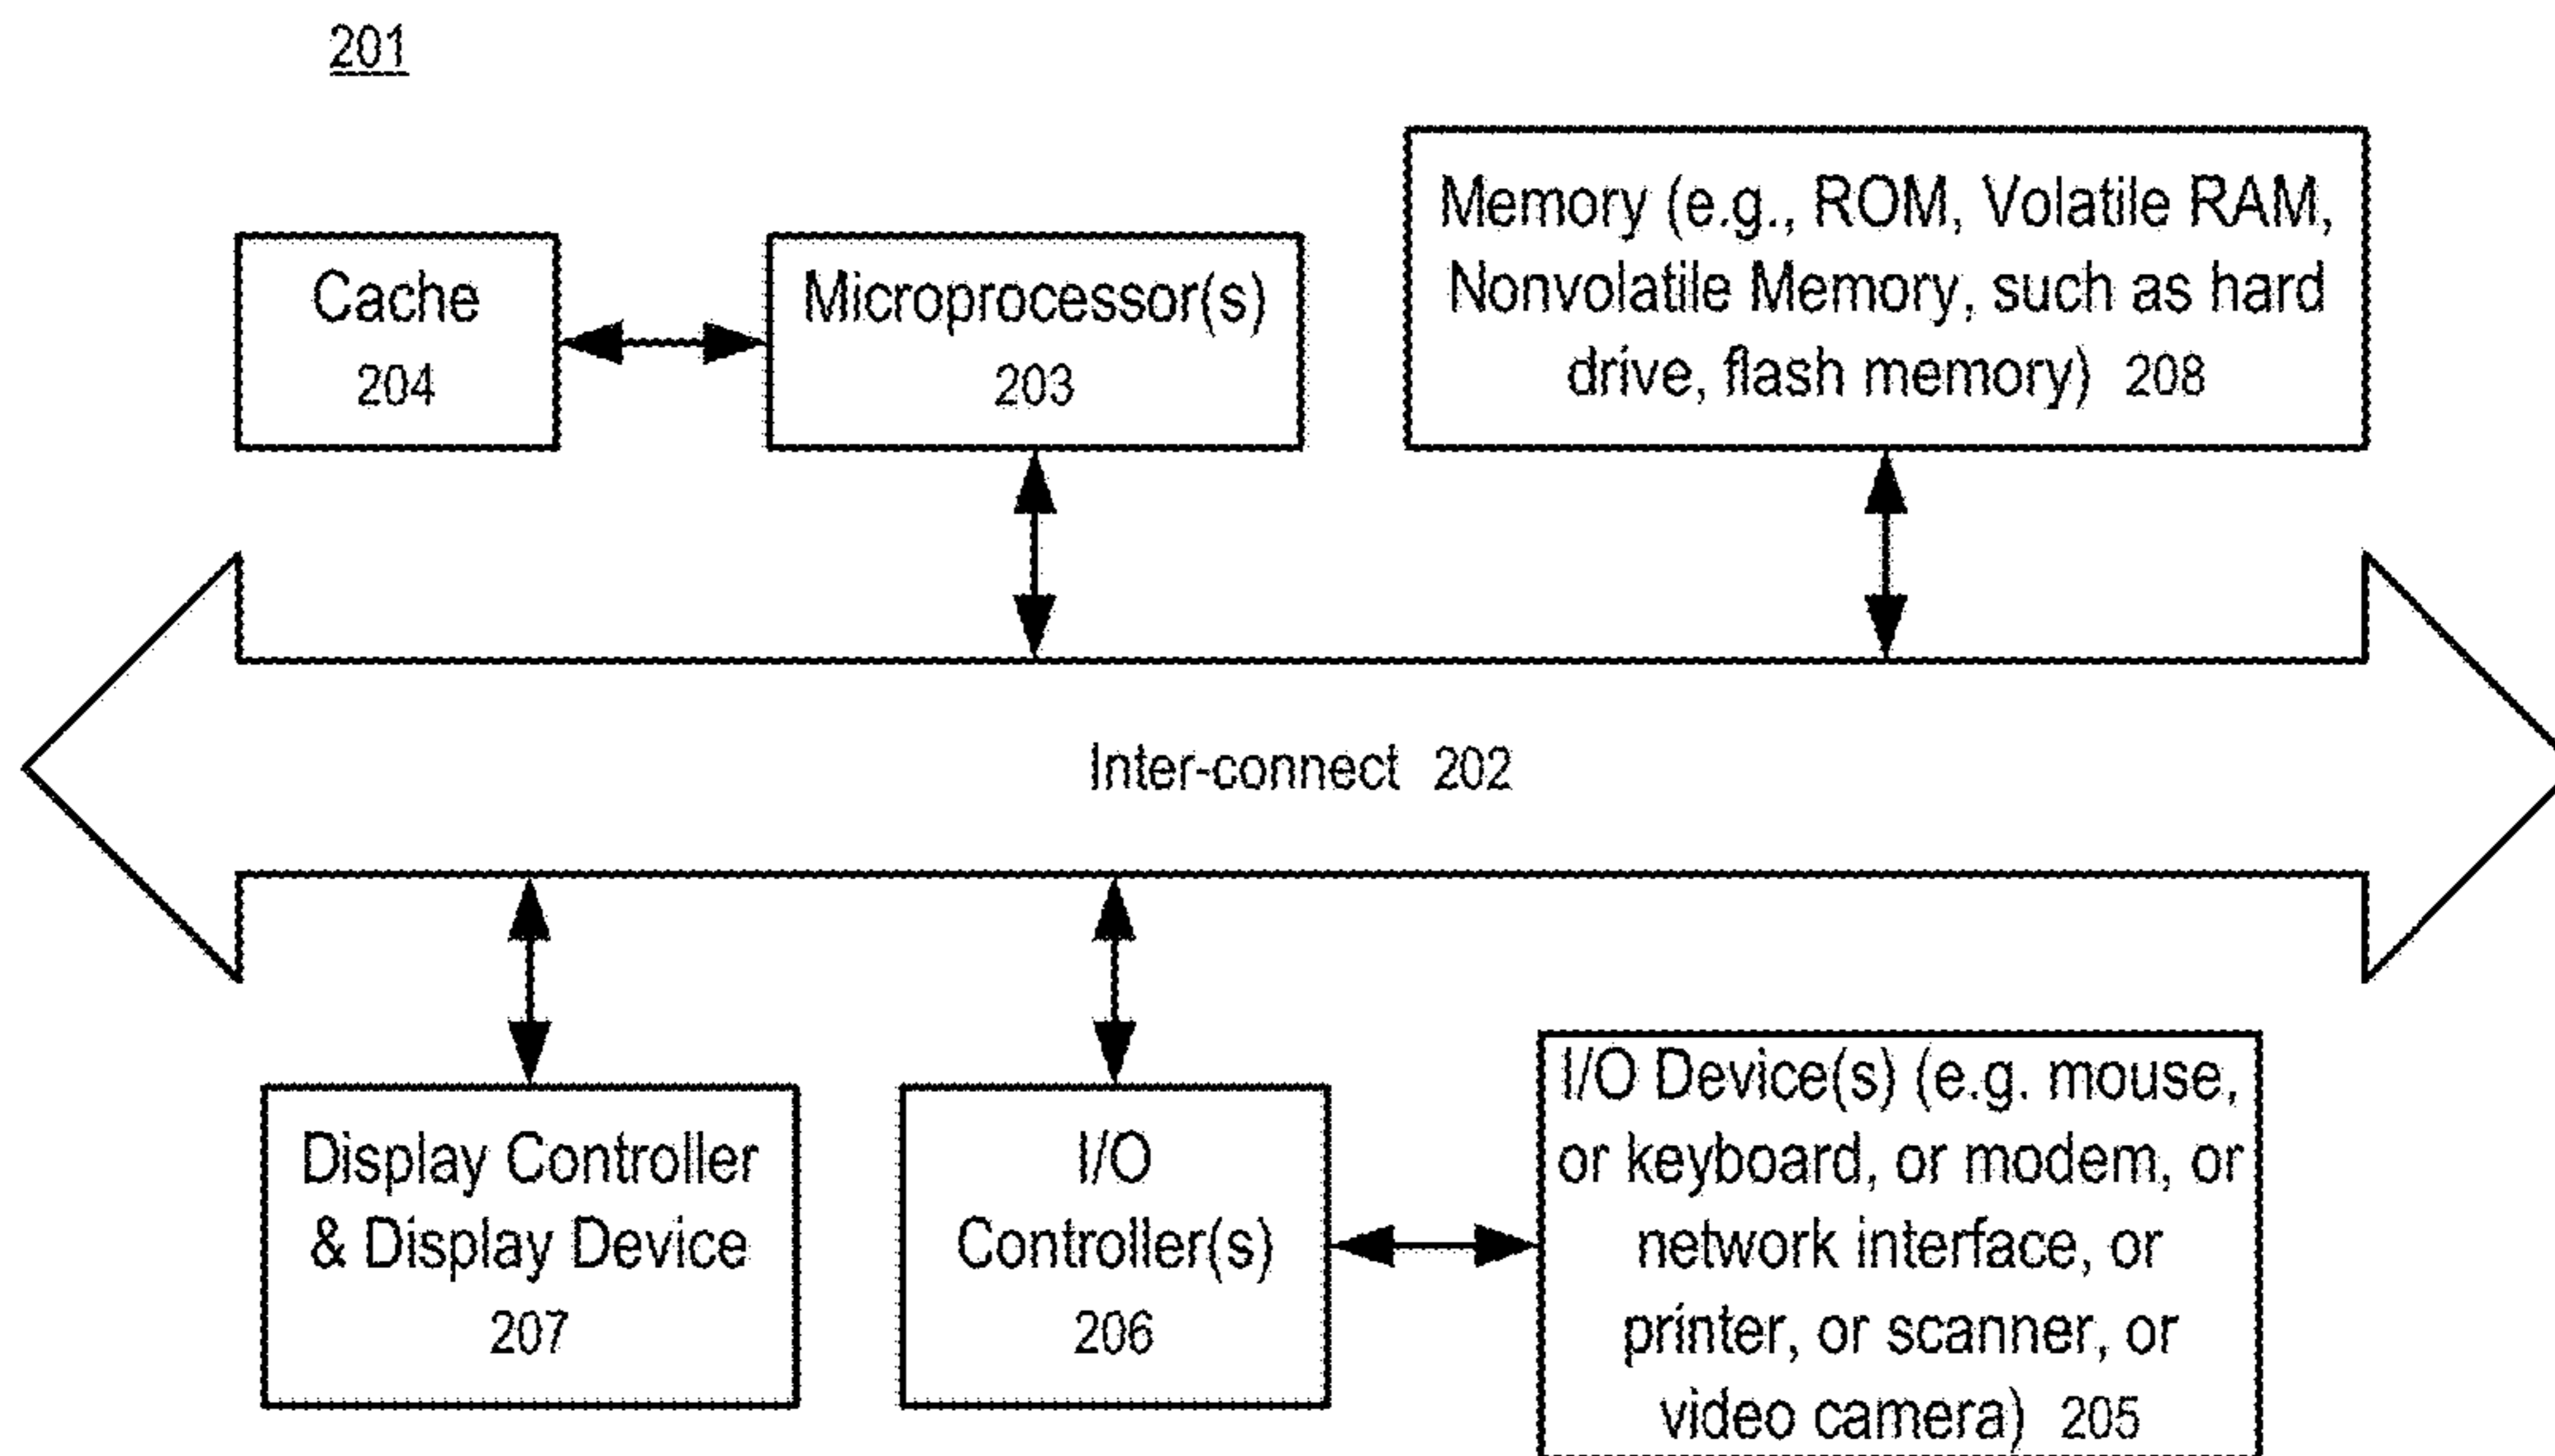 201
Cache
204
Microprocessor(s)
203
Memory (e.g., ROM, Volatile RAM,
Nonvolatile Memory, such as hard
drive, flash memory) 208
Inter-connect 202
Display Controller
& Display Device
207
I/O
Controller(s)
206
I/O Device(s) (e.g. mouse,
or keyboard, or modem, or
network interface, or
printer, or scanner, or
video camera) 205